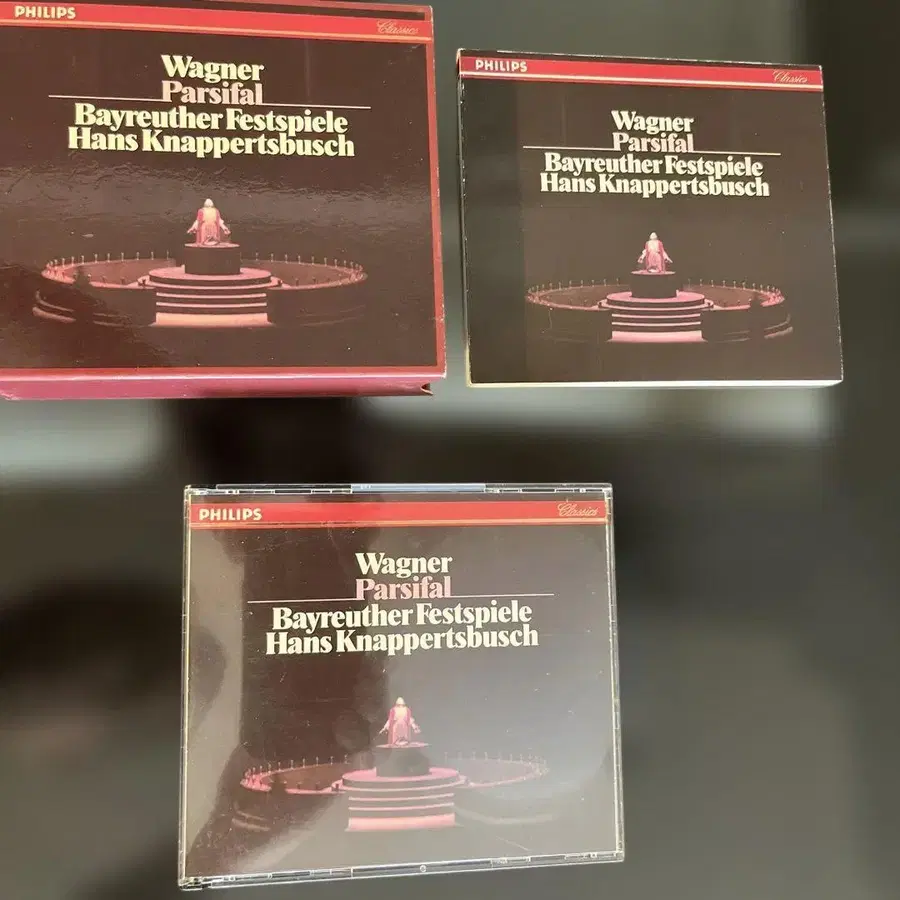 PHILIPS
Classics
Wagner
Parsifal
Bayreuther Festspiele
Hans Knappertsbusch
PHILIPS
Classics
Wagner
Parsifal
Bayreuther Festspiele
Hans Knappertsbusch
PHILIPS
Classics
Wagner
Parsifal
Bayreuther Festspiele
Hans Knappertsbusch